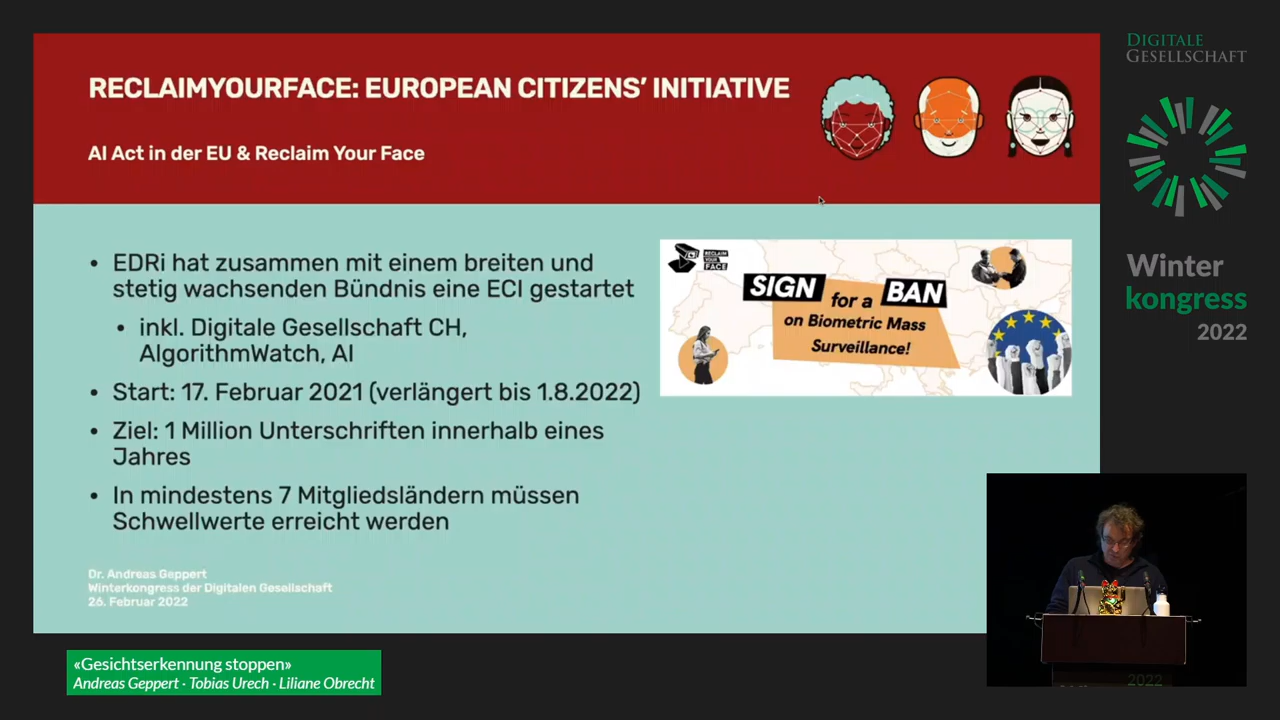 RECLAIMYOURFACE: EUROPEAN CITIZENS' INITIATIVE
AI Act in der EU & Reclaim Your Face
• EDRi hat zusammen mit einem breiten und
stetig wachsenden Bündnis eine ECI gestartet
• inkl. Digitale Gesellschaft CH,
AlgorithmWatch, AI
• Start: 17. Februar 2021 (verlängert bis 1.8.2022)
• Ziel: 1 Million Unterschriften innerhalb eines
Jahres
• In mindestens 7 Mitgliedsländern müssen
Schwellwerte erreicht werden
RECLAIM
YOUR
FACE
SIGN for a BAN
on Biometric Mass
Surveillance!
Dr. Andreas Geppert
Winterkongress der Digitalen Gesellschaft
26. Februar 2022
DIGITALE
GESELLSCHAFT
Winter
kongress
2022
2022
«Gesichtserkennung stoppen»
Andreas Geppert · Tobias Urech · Liliane Obrecht